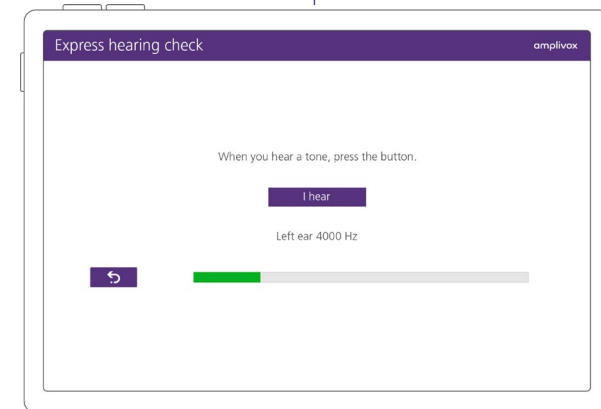 Express hearing check
amplivox
When you hear a tone, press the button.
I hear
Left ear 4000 Hz